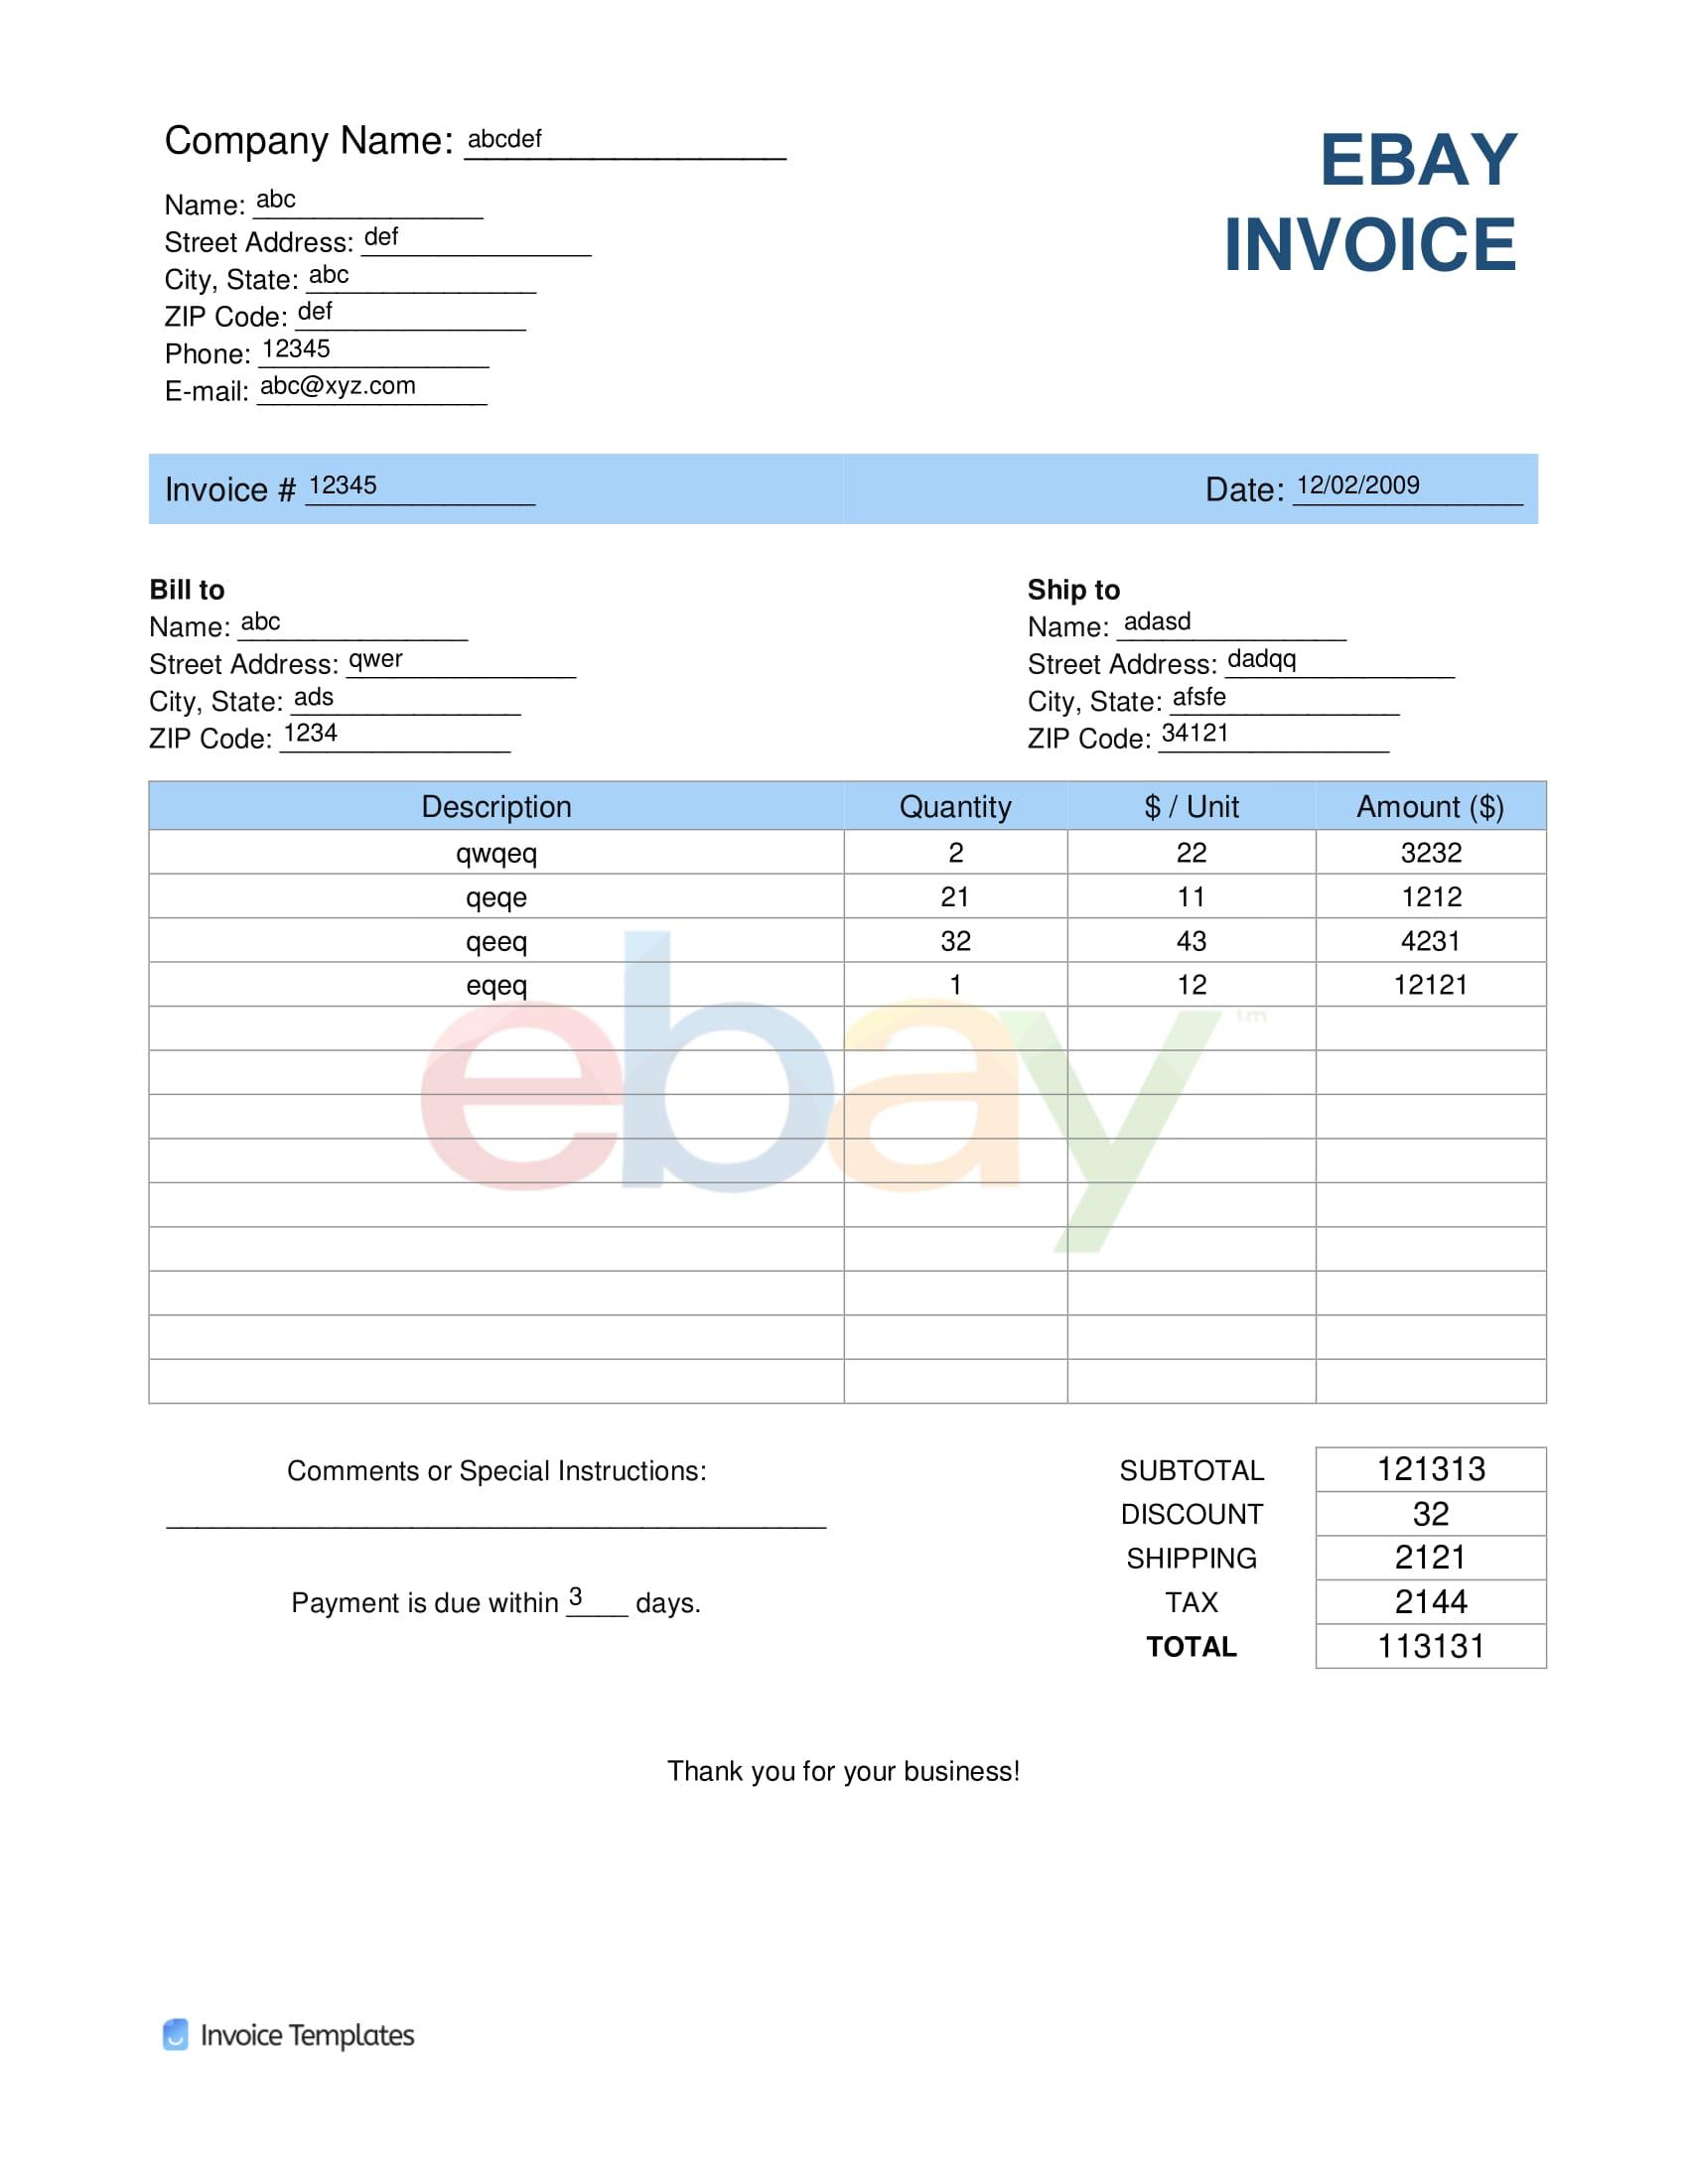 Company Name: abcdef
EBAY
INVOICE
Name: abc
Street Address: def
City, State: abc
ZIP Code: def
Phone: 12345
E-mail: abc@xyz.com
Invoice # 12345 Date: 12/02/2009
Bill to Ship to
Name: abc Name: adasd
Street Address: qwer Street Address: dadqq
City, State: ads City, State: afsfe
ZIP Code: 1234 ZIP Code: 34121
Description Quantity $ / Unit Amount ($)
qwqeq 2 22 3232
qeqe 21 11 1212
qeeq 32 43 4231
eqeq 1 12 12121
ebay tm
Comments or Special Instructions: SUBTOTAL 121313
DISCOUNT 32
SHIPPING 2121
Payment is due within 3 days. TAX 2144
TOTAL 113131
Thank you for your business!
Invoice Templates